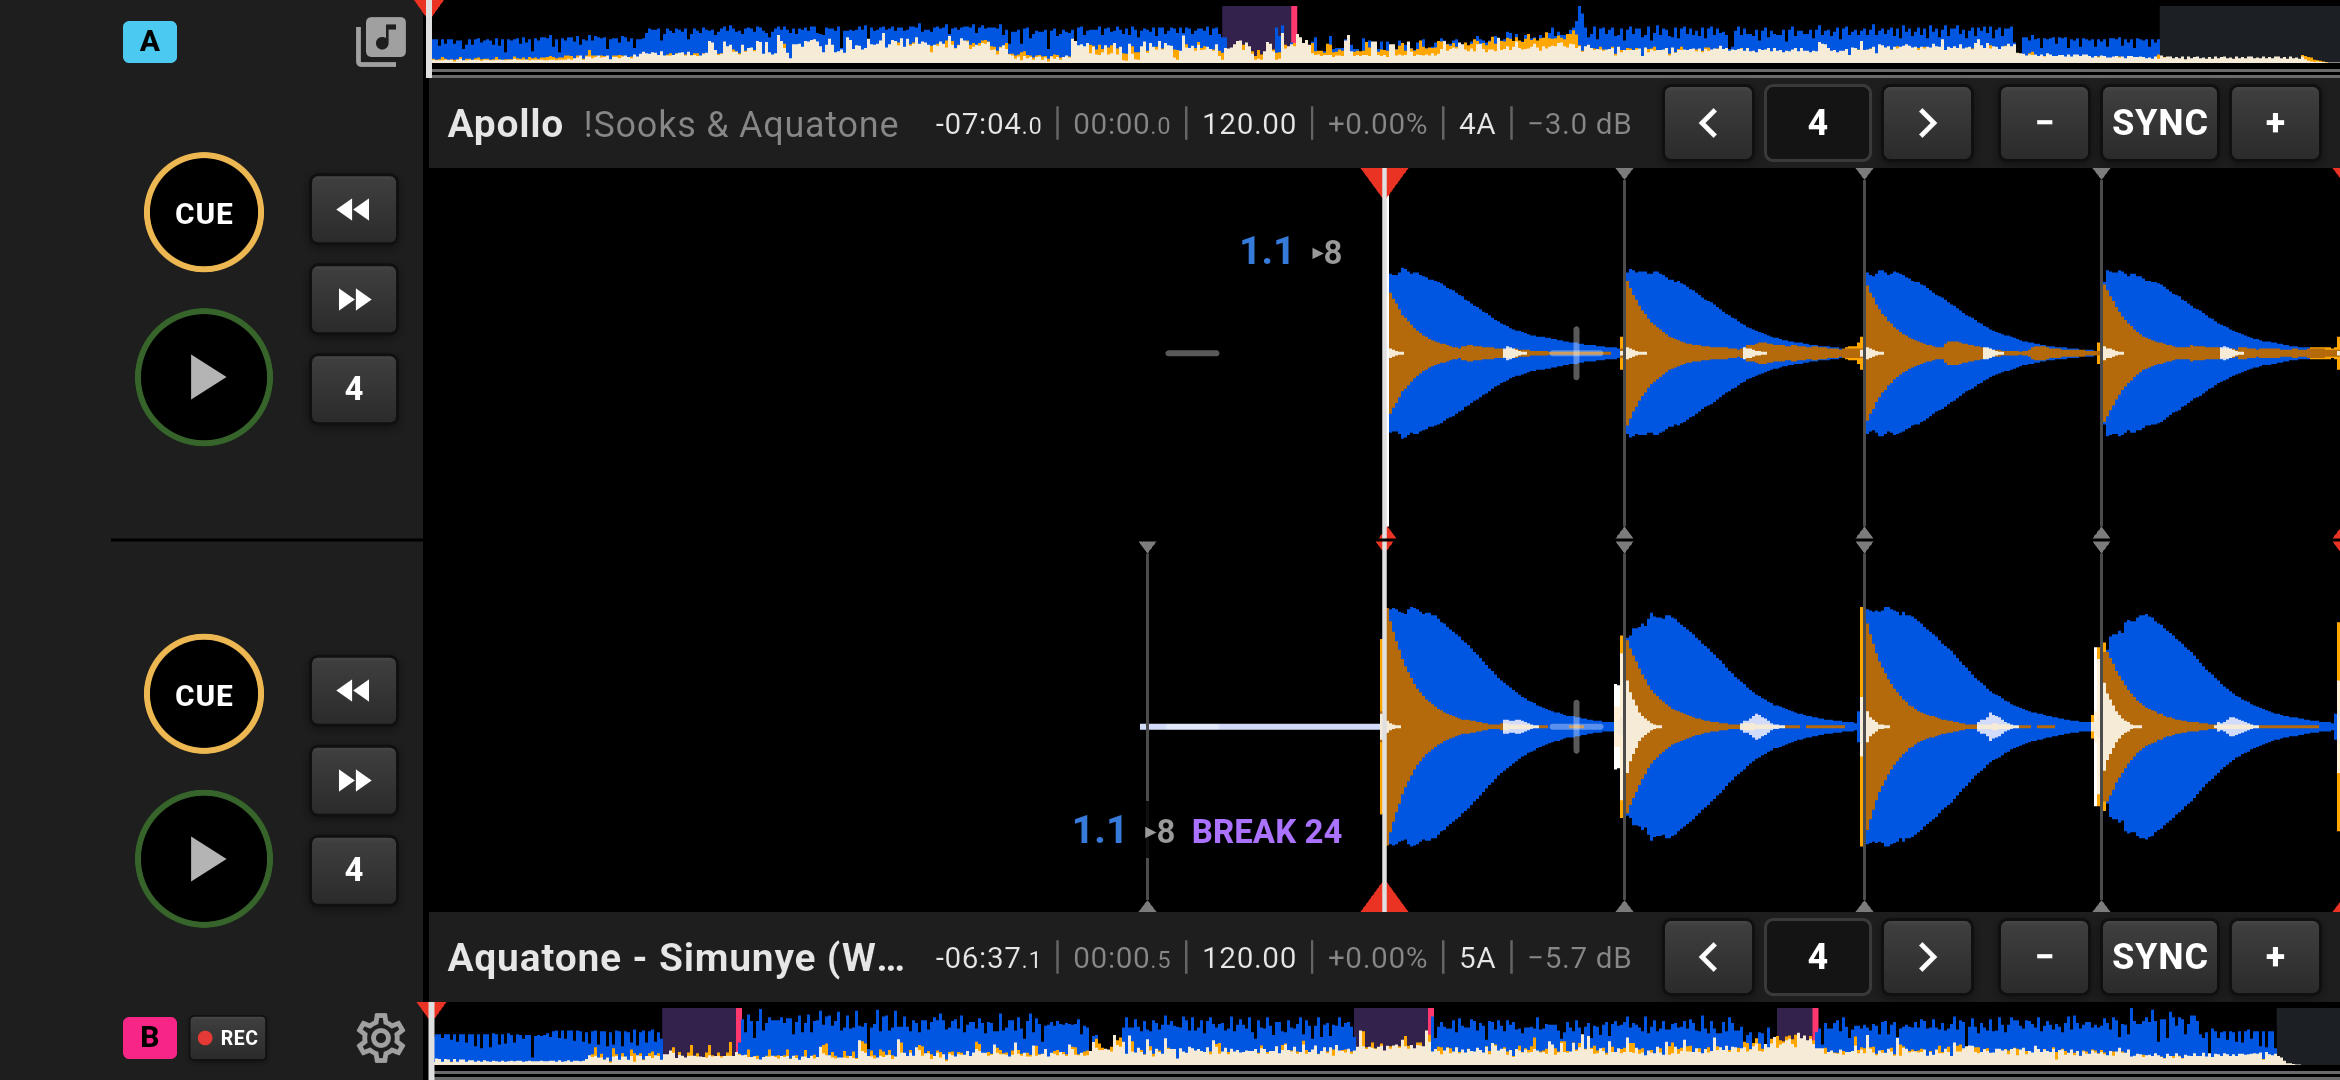 A
Apollo !Sooks & Aquatone -07:04.0 00:00.0 120.00 +0.00% 4A −3.0 dB < 4 > − SYNC +
CUE
4
1.1 ▸8
CUE
4
1.1 ▸8 BREAK 24
Aquatone - Simunye (W... -06:37.1 00:00.5 120.00 +0.00% 5A −5.7 dB < 4 > − SYNC +
B REC